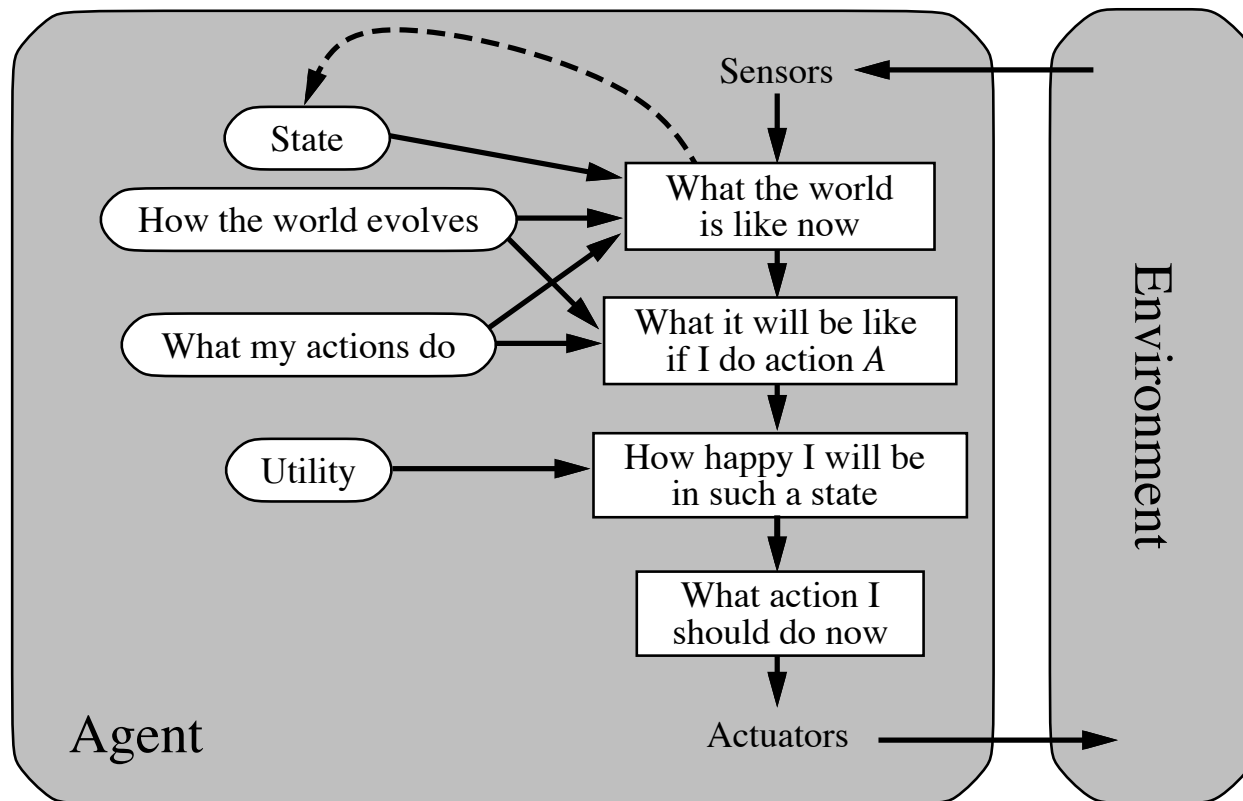 Sensors
State
What the world
is like now
How the world evolves
What it will be like
if I do action A
What my actions do
How happy I will be
in such a state
Utility
What action I
should do now
Agent
Actuators
Environment